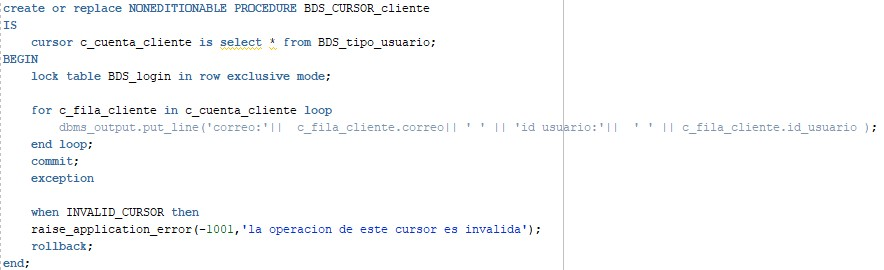 create or replace NONEDITIONABLE PROCEDURE BDS_CURSOR_cliente
IS
cursor c_cuenta_cliente is select * from BDS_tipo_usuario;
BEGIN
lock table BDS_login in row exclusive mode;
for c_fila_cliente in c_cuenta_cliente loop
dbms_output.put_line('correo:'||  c_fila_cliente.correo|| ' ' || 'id usuario:'||  ' ' || c_fila_cliente.id_usuario );
end loop;
commit;
exception
when INVALID_CURSOR then
raise_application_error(-1001,'la operacion de este cursor es invalida');
rollback;
end;